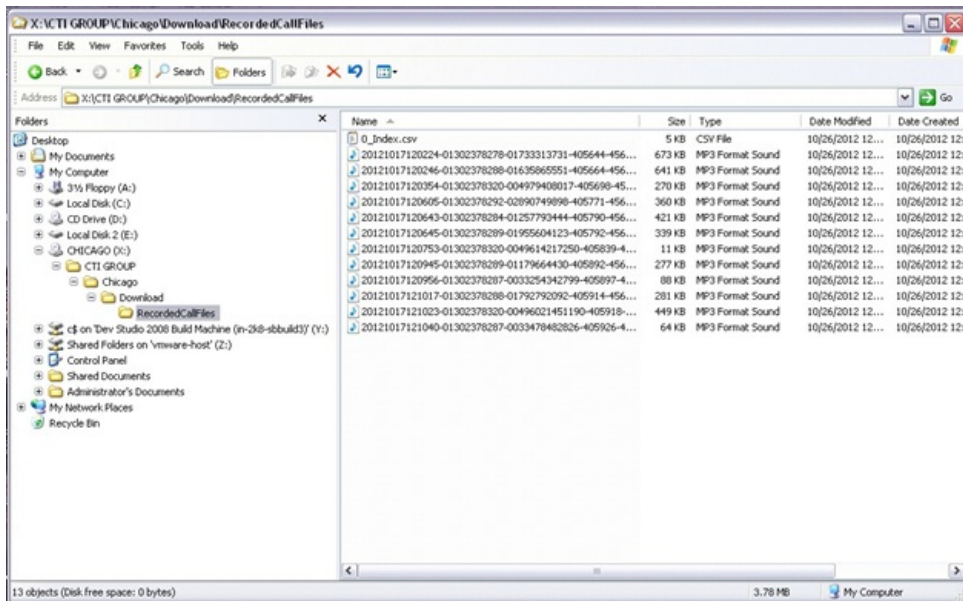 X:\CTI GROUP\Chicago\Download\RecordedCallFiles
File Edit View Favorites Tools Help
Back Search Folders
Address X:\CTI GROUP\Chicago\Download\RecordedCallFiles Go
Folders x Name Size Type Date Modified Date Created
Desktop
My Documents
My Computer
3½ Floppy (A:)
Local Disk (C:)
CD Drive (D:)
Local Disk 2 (E:)
CHICAGO (X:)
CTI GROUP
Chicago
Download
RecordedCallFiles
c$ on 'Dev Studio 2008 Build Machine (in-2k8-sbbuild3)' (Y:)
Shared Folders on 'vmware-host' (Z:)
Control Panel
Shared Documents
Administrator's Documents
My Network Places
Recycle Bin
0_Index.csv 5 KB CSV File 10/26/2012 12... 10/26/2012 12:
20121017120224-01302378278-01733313731-405644-456... 673 KB MP3 Format Sound 10/26/2012 12... 10/26/2012 12:
20121017120246-01302378288-01635865551-405664-456... 641 KB MP3 Format Sound 10/26/2012 12... 10/26/2012 12:
20121017120354-01302378320-004979408017-405698-45... 270 KB MP3 Format Sound 10/26/2012 12... 10/26/2012 12:
20121017120605-01302378292-02890749898-405771-456... 360 KB MP3 Format Sound 10/26/2012 12... 10/26/2012 12:
20121017120643-01302378284-01257793444-405790-456... 421 KB MP3 Format Sound 10/26/2012 12... 10/26/2012 12:
20121017120645-01302378289-01955604123-405792-456... 339 KB MP3 Format Sound 10/26/2012 12... 10/26/2012 12:
20121017120753-01302378320-0049614217250-405839-4... 11 KB MP3 Format Sound 10/26/2012 12... 10/26/2012 12:
20121017120945-01302378289-01179664430-405892-456... 277 KB MP3 Format Sound 10/26/2012 12... 10/26/2012 12:
20121017120956-01302378287-0033254342799-405897-4... 88 KB MP3 Format Sound 10/26/2012 12... 10/26/2012 12:
20121017121017-01302378288-01792792092-405914-456... 281 KB MP3 Format Sound 10/26/2012 12... 10/26/2012 12:
20121017121023-01302378320-00496021451190-405918-... 449 KB MP3 Format Sound 10/26/2012 12... 10/26/2012 12:
20121017121040-01302378287-0033478482826-405926-4... 64 KB MP3 Format Sound 10/26/2012 12... 10/26/2012 12:
13 objects (Disk free space: 0 bytes) 3.78 MB My Computer